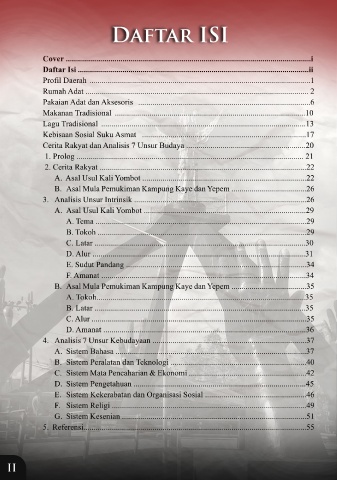 DAFTAR ISI
Cover ........................................................................i
Daftar Isi ........................................................................ii
Profil Daerah ........................................................................1
Rumah Adat ........................................................................ 2
Pakaian Adat dan Aksesoris ........................................................................6
Makanan Tradisional ........................................................................10
Lagu Tradisional ........................................................................13
Kebisaan Sosial Suku Asmat ........................................................................17
Cerita Rakyat dan Analisis 7 Unsur Budaya ........................................................................20
1. Prolog ........................................................................ 21
2. Cerita Rakyat ........................................................................22
A. Asal Usul Kali Yombot ........................................................................22
B. Asal Mula Pemukiman Kampung Kaye dan Yepem ........................................................................26
3. Analisis Unsur Intrinsik ........................................................................26
A. Asal Usul Kali Yombot ........................................................................29
A. Tema ........................................................................29
B. Tokoh ........................................................................29
C. Latar ........................................................................30
D. Alur ........................................................................31
E. Sudut Pandang ........................................................................34
F. Amanat ........................................................................34
B. Asal Mula Pemukiman Kampung Kaye dan Yepem ........................................................................35
A. Tokoh ........................................................................35
B. Latar ........................................................................35
C. Alur ........................................................................35
D. Amanat ........................................................................36
4. Analisis 7 Unsur Kebudayaan ........................................................................37
A. Sistem Bahasa ........................................................................37
B. Sistem Peralatan dan Teknologi ........................................................................40
C. Sistem Mata Pencaharian & Ekonomi ........................................................................42
D. Sistem Pengetahuan ........................................................................45
E. Sistem Kekerabatan dan Organisasi Sosial ........................................................................46
F. Sistem Religi ........................................................................49
G. Sistem Kesenian ........................................................................51
5. Referensi ........................................................................55
II